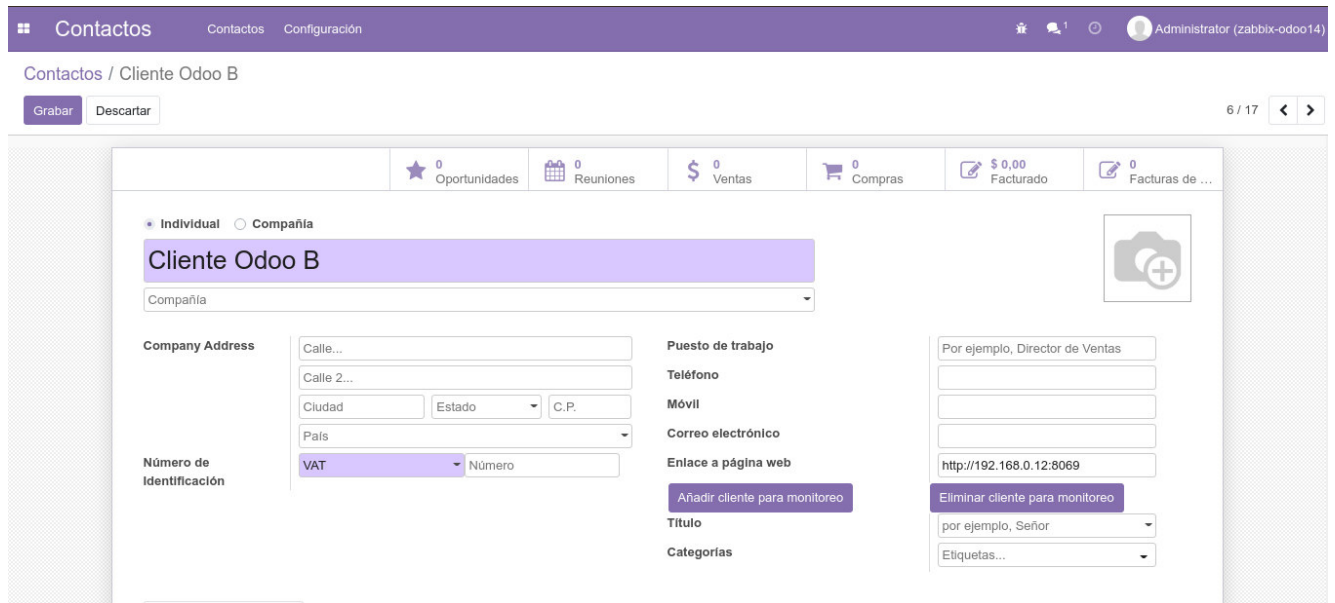 Contactos Contactos Configuración 1 Administrator (zabbix-odoo14)
Contactos / Cliente Odoo B
Grabar Descartar 6 / 17
0 Oportunidades 0 Reuniones $ 0 Ventas 0 Compras $ 0,00 Facturado 0 Facturas de ...
Individual Compañía
Cliente Odoo B
Compañía
Company Address Calle... Puesto de trabajo Por ejemplo, Director de Ventas
Calle 2... Teléfono
Ciudad Estado C.P. Móvil
País Correo electrónico
Número de Identificación VAT Número Enlace a página web http://192.168.0.12:8069
Añadir cliente para monitoreo Eliminar cliente para monitoreo
Título por ejemplo, Señor
Categorías Etiquetas...